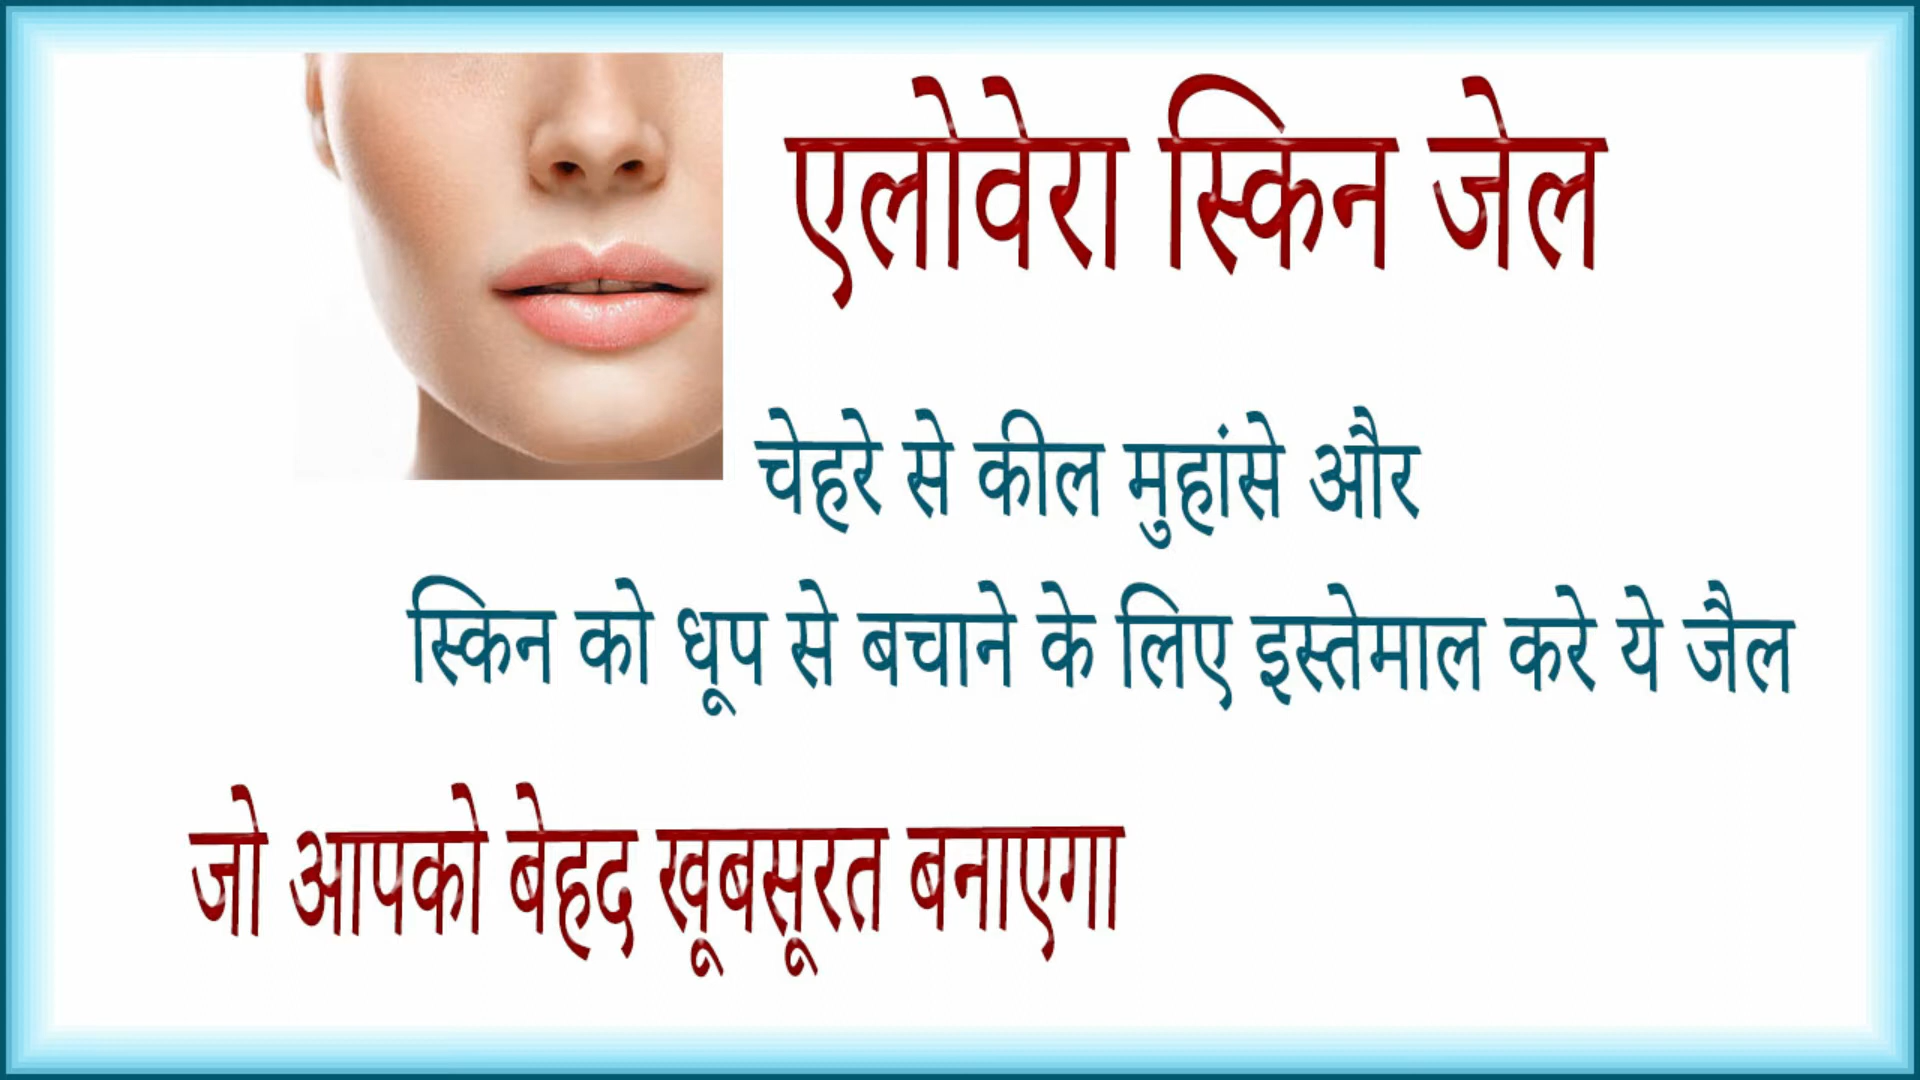 एलोवेरा स्किन जेल
चेहरे से कील मुहांसे और
स्किन को धूप से बचाने के लिए इस्तेमाल करे ये जैल
जो आपको बेहद खूबसूरत बनाएगा